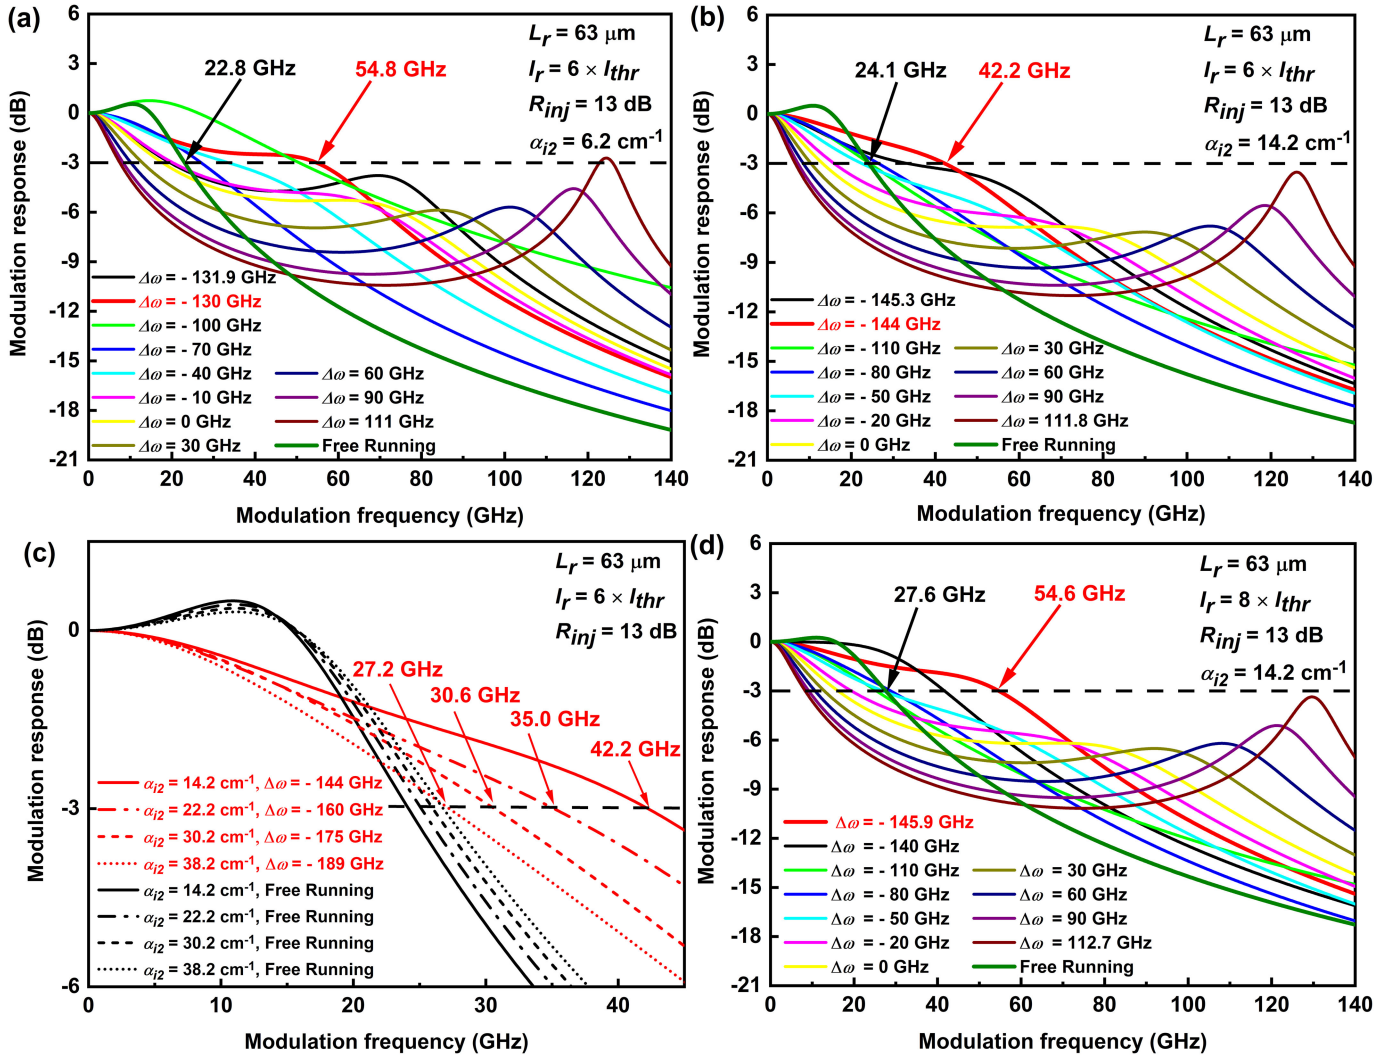 (a)
Modulation response (dB)
6
3
0
-3
-6
-9
-12
-15
-18
-21
L_r = 63 μm
I_r = 6 × I_thr
R_inj = 13 dB
α_i2 = 6.2 cm⁻¹
22.8 GHz
54.8 GHz
Δω = - 131.9 GHz
Δω = - 130 GHz
Δω = - 100 GHz
Δω = - 70 GHz
Δω = - 40 GHz
Δω = - 10 GHz
Δω = 0 GHz
Δω = 30 GHz
Δω = 60 GHz
Δω = 90 GHz
Δω = 111 GHz
Free Running
0 20 40 60 80 100 120 140
Modulation frequency (GHz)
(b)
Modulation response (dB)
6
3
0
-3
-6
-9
-12
-15
-18
-21
L_r = 63 μm
I_r = 6 × I_thr
R_inj = 13 dB
α_i2 = 14.2 cm⁻¹
24.1 GHz
42.2 GHz
Δω = - 145.3 GHz
Δω = - 144 GHz
Δω = - 110 GHz
Δω = - 80 GHz
Δω = - 50 GHz
Δω = - 20 GHz
Δω = 0 GHz
Δω = 30 GHz
Δω = 60 GHz
Δω = 90 GHz
Δω = 111.8 GHz
Free Running
0 20 40 60 80 100 120 140
Modulation frequency (GHz)
(c)
Modulation response (dB)
0
-3
-6
L_r = 63 μm
I_r = 6 × I_thr
R_inj = 13 dB
27.2 GHz
30.6 GHz
35.0 GHz
42.2 GHz
α_i2 = 14.2 cm⁻¹, Δω = - 144 GHz
α_i2 = 22.2 cm⁻¹, Δω = - 160 GHz
α_i2 = 30.2 cm⁻¹, Δω = - 175 GHz
α_i2 = 38.2 cm⁻¹, Δω = - 189 GHz
α_i2 = 14.2 cm⁻¹, Free Running
α_i2 = 22.2 cm⁻¹, Free Running
α_i2 = 30.2 cm⁻¹, Free Running
α_i2 = 38.2 cm⁻¹, Free Running
0 10 20 30 40
Modulation frequency (GHz)
(d)
Modulation response (dB)
6
3
0
-3
-6
-9
-12
-15
-18
-21
L_r = 63 μm
I_r = 8 × I_thr
R_inj = 13 dB
α_i2 = 14.2 cm⁻¹
27.6 GHz
54.6 GHz
Δω = - 145.9 GHz
Δω = - 140 GHz
Δω = - 110 GHz
Δω = - 80 GHz
Δω = - 50 GHz
Δω = - 20 GHz
Δω = 0 GHz
Δω = 30 GHz
Δω = 60 GHz
Δω = 90 GHz
Δω = 112.7 GHz
Free Running
0 20 40 60 80 100 120 140
Modulation frequency (GHz)